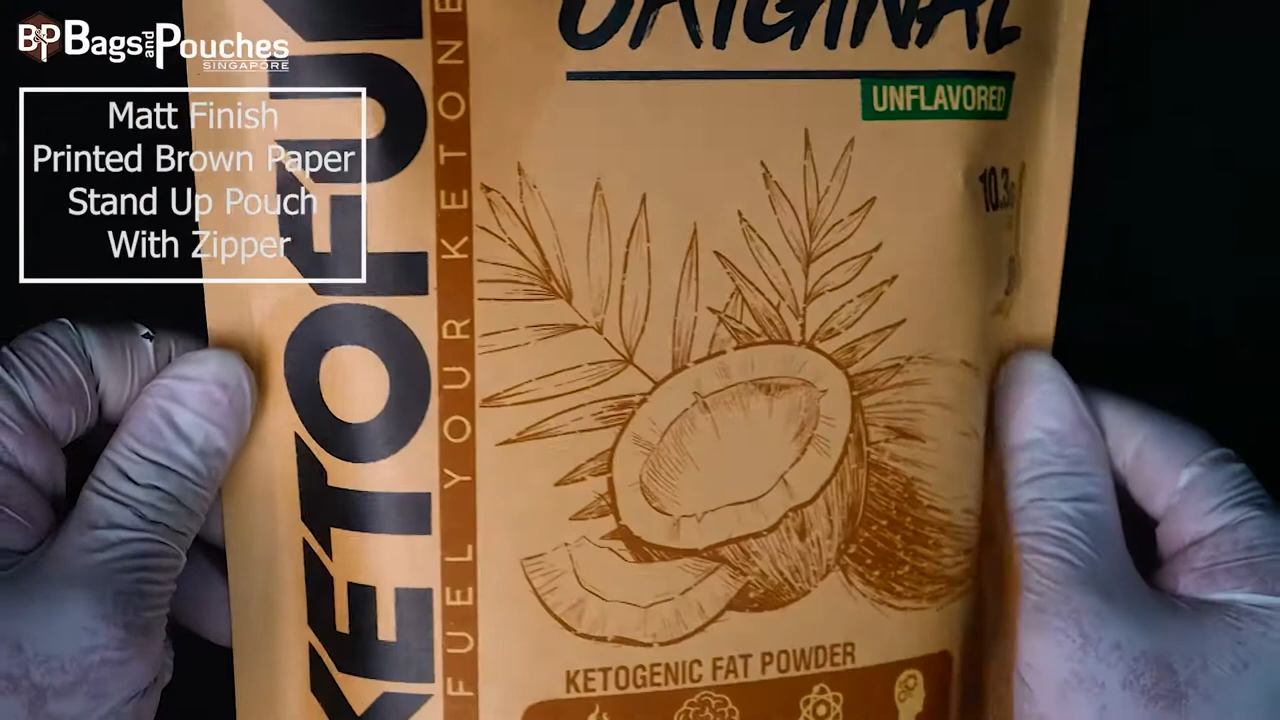 B&P Bags and Pouches
SINGAPORE
Matt Finish
Printed Brown Paper
Stand Up Pouch
With Zipper
ORIGINAL
UNFLAVORED
FUEL YOUR KETONE
KETOGENIC FAT POWDER